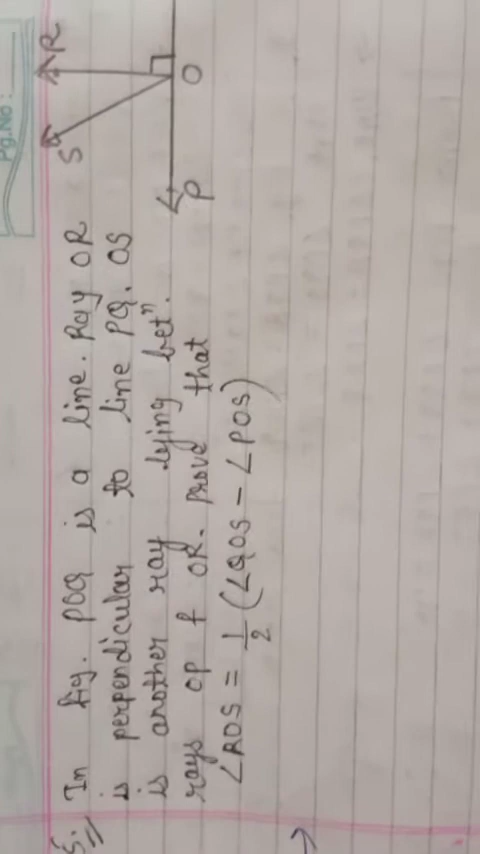 Pg.No:
5. In fig. POQ is a line. Ray OR
is perpendicular to line PQ. OS
is another ray lying betn.
rays OP & OR. Prove that
∠ROS = 1/2 (∠QOS - ∠POS)
R
S
O
P